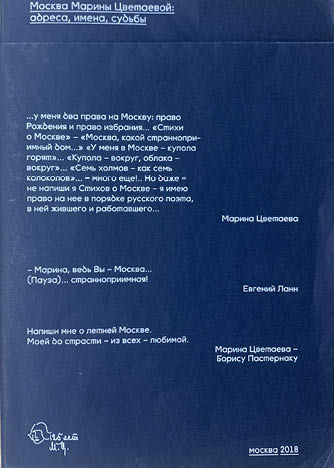 Москва Марины Цветаевой:
адреса, имена, судьбы
...у меня два права на Москву: право
Рождения и право избрания... «Стихи
о Москве» – «Москва, какой странноприи-
имный дом...» «У меня в Москве – купола
горят»... «Купола – вокруг, облака –
вокруг»... «Семь холмов – как семь
колоколов»... – много еще!.. Но даже –
не напиши я Стихов о Москве – я имею
право на нее в порядке русского поэта,
в ней жившего и работавшего...
Марина Цветаева
– Марина, ведь Вы – Москва...
(Пауза)... странноприимная!
Евгений Ланн
Напиши мне о летней Москве.
Моей до страсти – из всех – любимой.
Марина Цветаева –
Борису Пастернаку
125 лет
М.Ц.
москва 2018